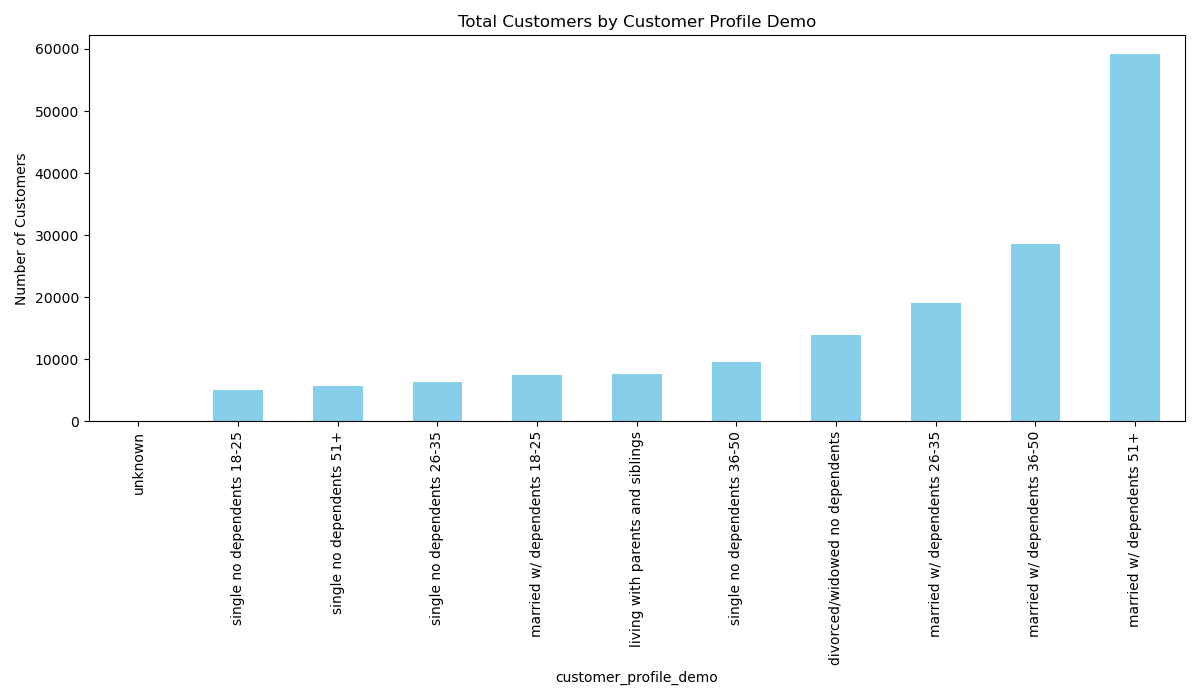 Total Customers by Customer Profile Demo
Number of Customers
60000
50000
40000
30000
20000
10000
0
unknown
single no dependents 18-25
single no dependents 51+
single no dependents 26-35
married w/ dependents 18-25
living with parents and siblings
single no dependents 36-50
divorced/widowed no dependents
married w/ dependents 26-35
married w/ dependents 36-50
married w/ dependents 51+
customer_profile_demo